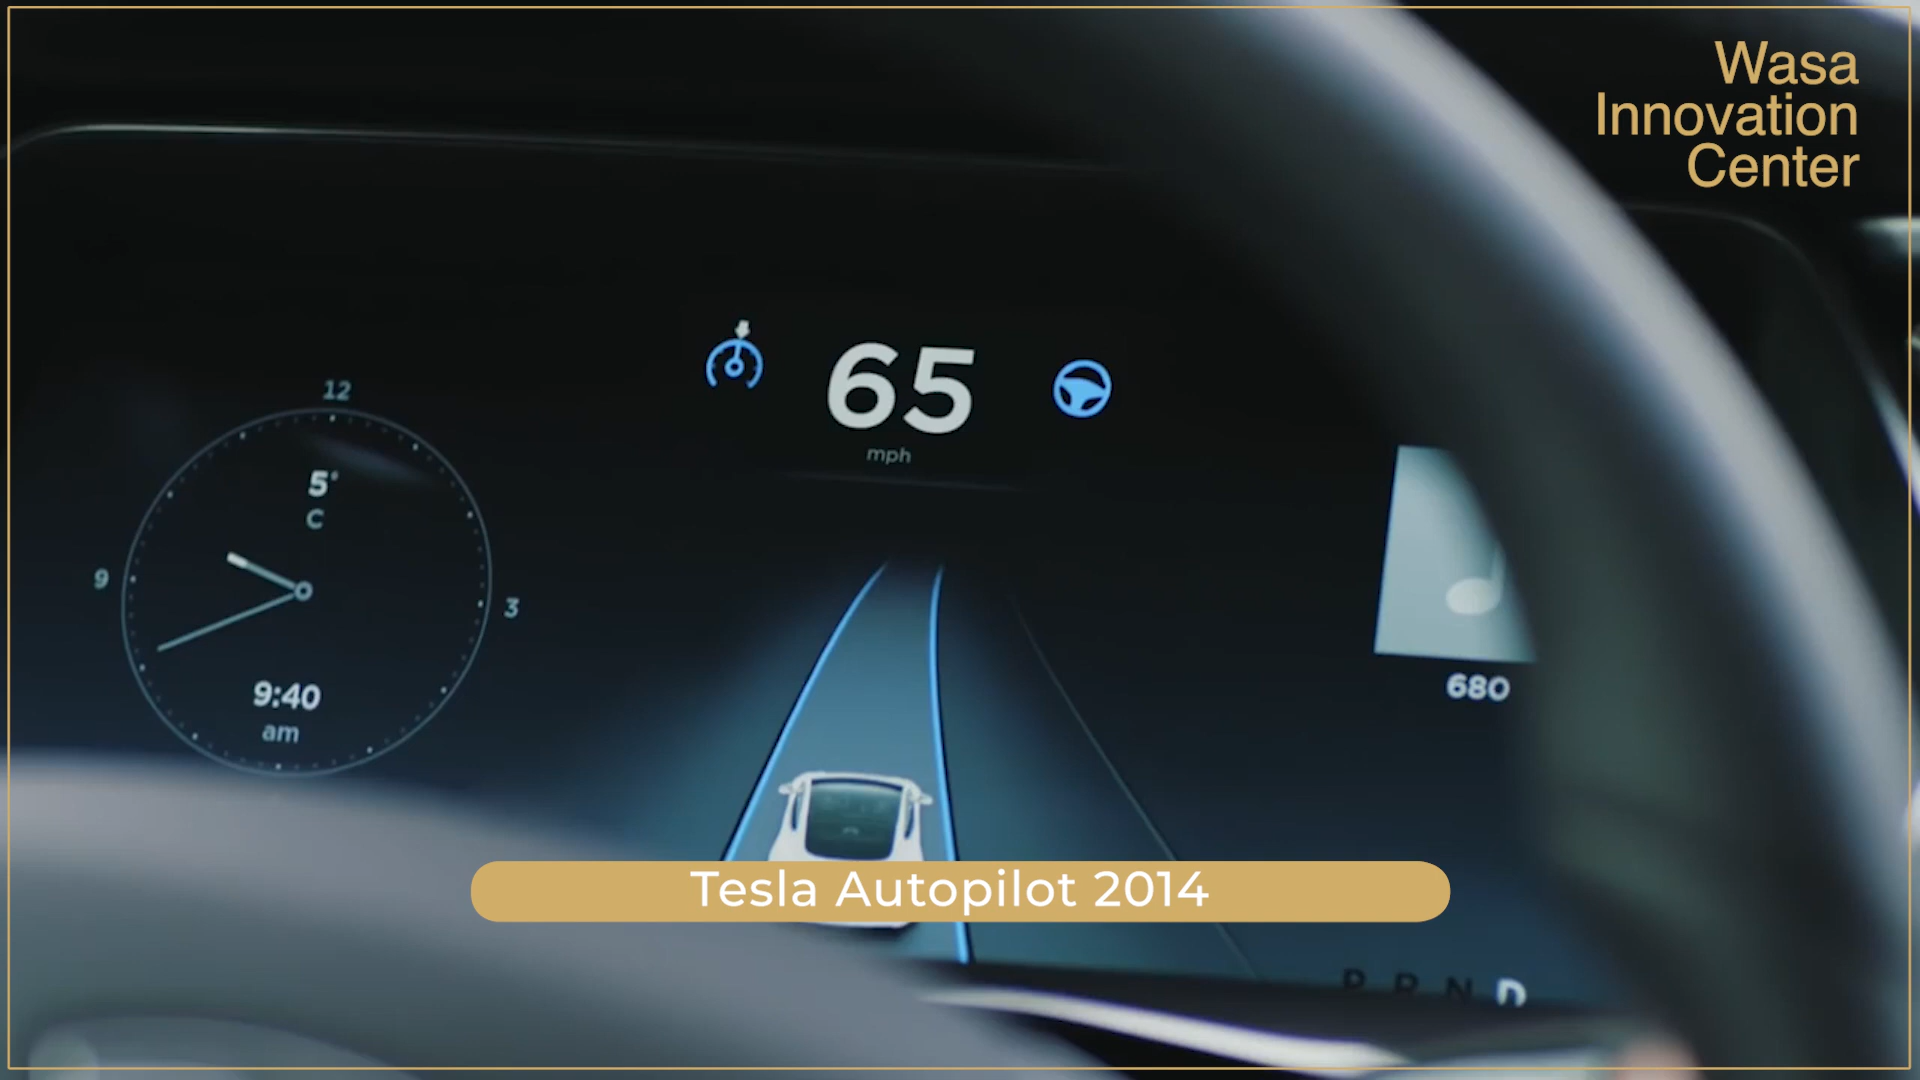 Wasa
Innovation
Center
65
mph
12
5°
C
9
3
9:40
am
680
Tesla Autopilot 2014
P R N D